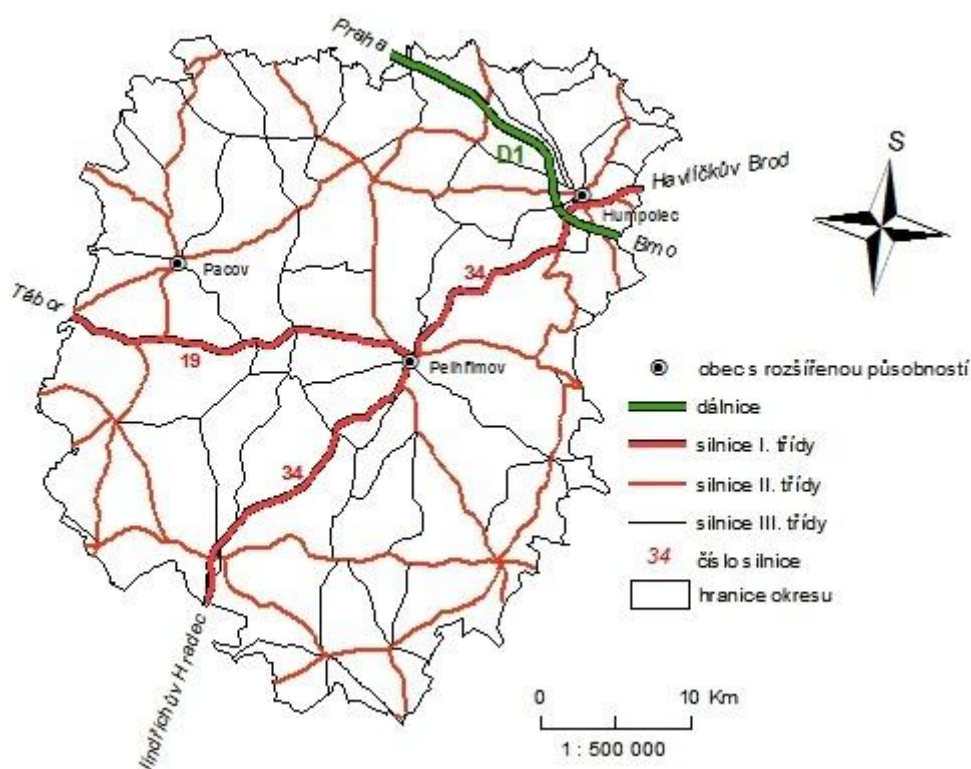 Praha
S
D1
Havlíčkův Brod
Humpolec
Brno
Pacov
34
Tábor
19
Pelhřimov
obec s rozšířenou působností
dálnice
34
silnice I. třídy
silnice II. třídy
silnice III. třídy
34 číslo silnice
hranice okresu
Jindřichův Hradec
0 10 Km
1 : 500 000